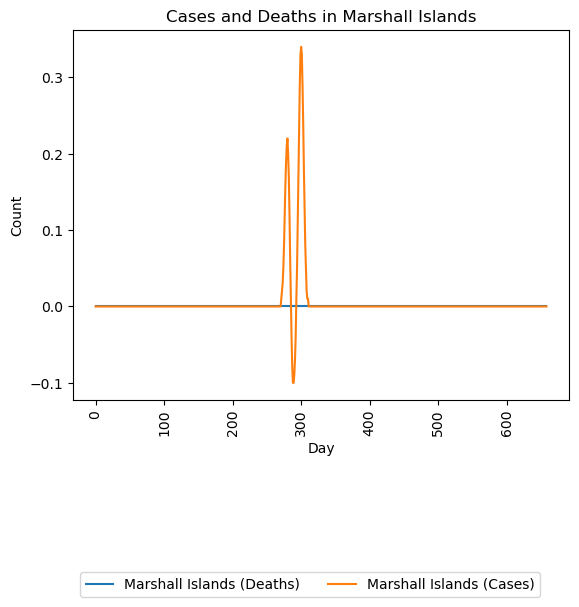 Cases and Deaths in Marshall Islands
Count
0.3
0.2
0.1
0.0
−0.1
0
100
200
300
400
500
600
Day
Marshall Islands (Deaths)
Marshall Islands (Cases)